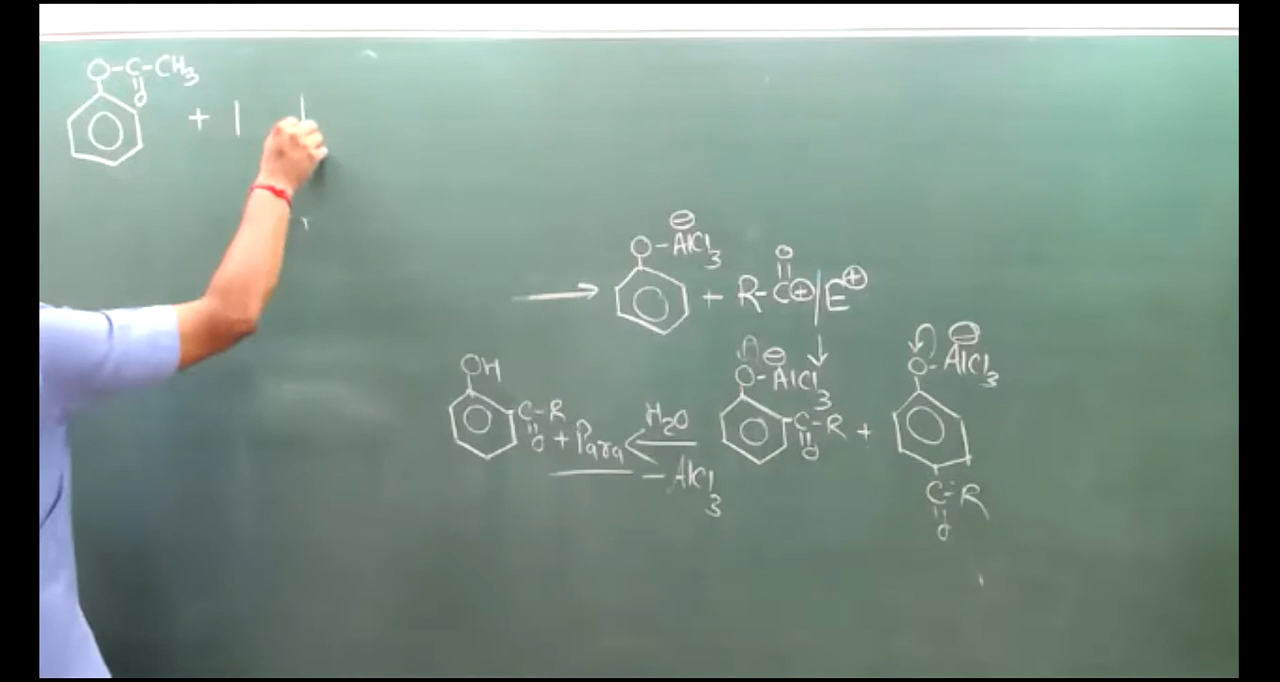 O-C-CH3
O
+ |
⊖
O-AlCl3
O
→ + R-C⊕/E⊕
OH
C-R
O
+ Para
H2O
- AlCl3
⊖
O-AlCl3
C-R
O
+
⊖
O-AlCl3
C-R
O